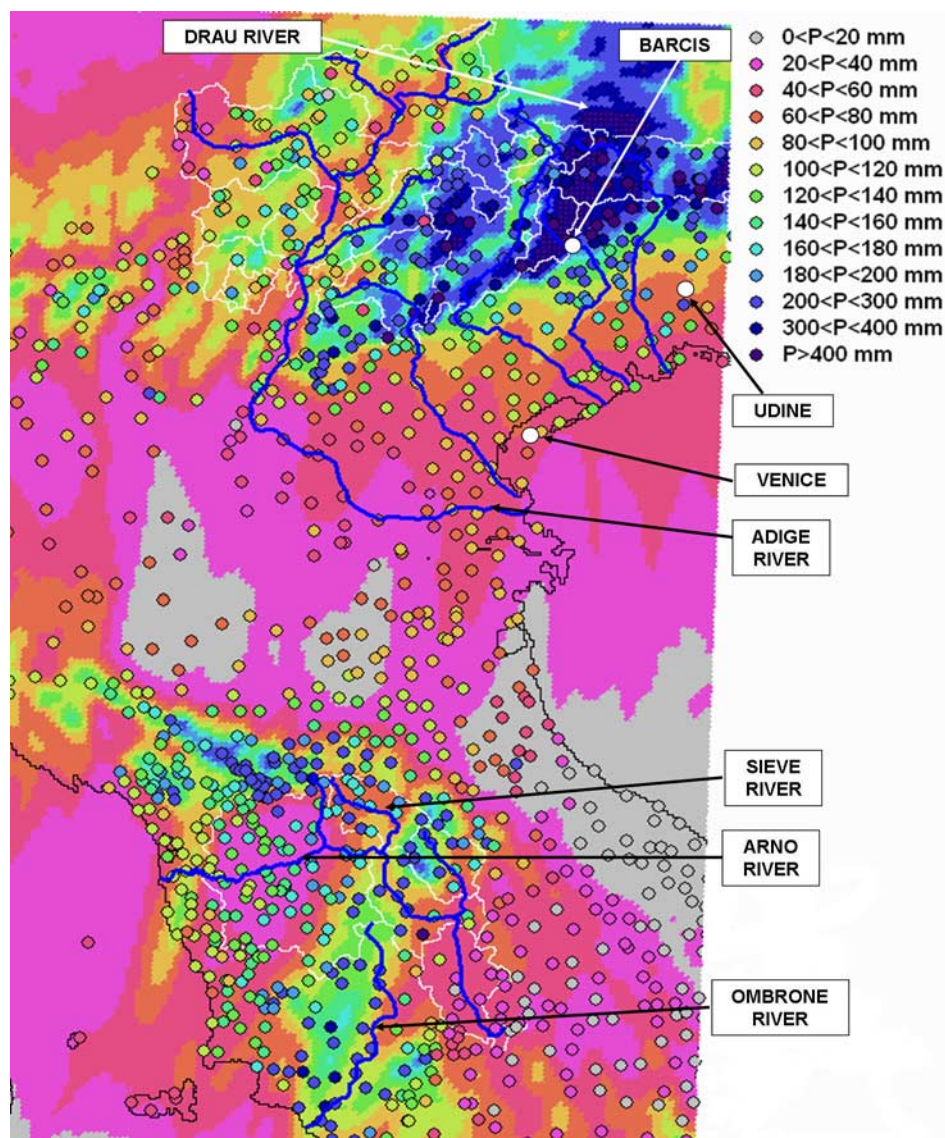 DRAU RIVER
BARCIS
0<P<20 mm
20<P<40 mm
40<P<60 mm
60<P<80 mm
80<P<100 mm
100<P<120 mm
120<P<140 mm
140<P<160 mm
160<P<180 mm
180<P<200 mm
200<P<300 mm
300<P<400 mm
P>400 mm
UDINE
VENICE
ADIGE
RIVER
SIEVE
RIVER
ARNO
RIVER
OMBRONE
RIVER